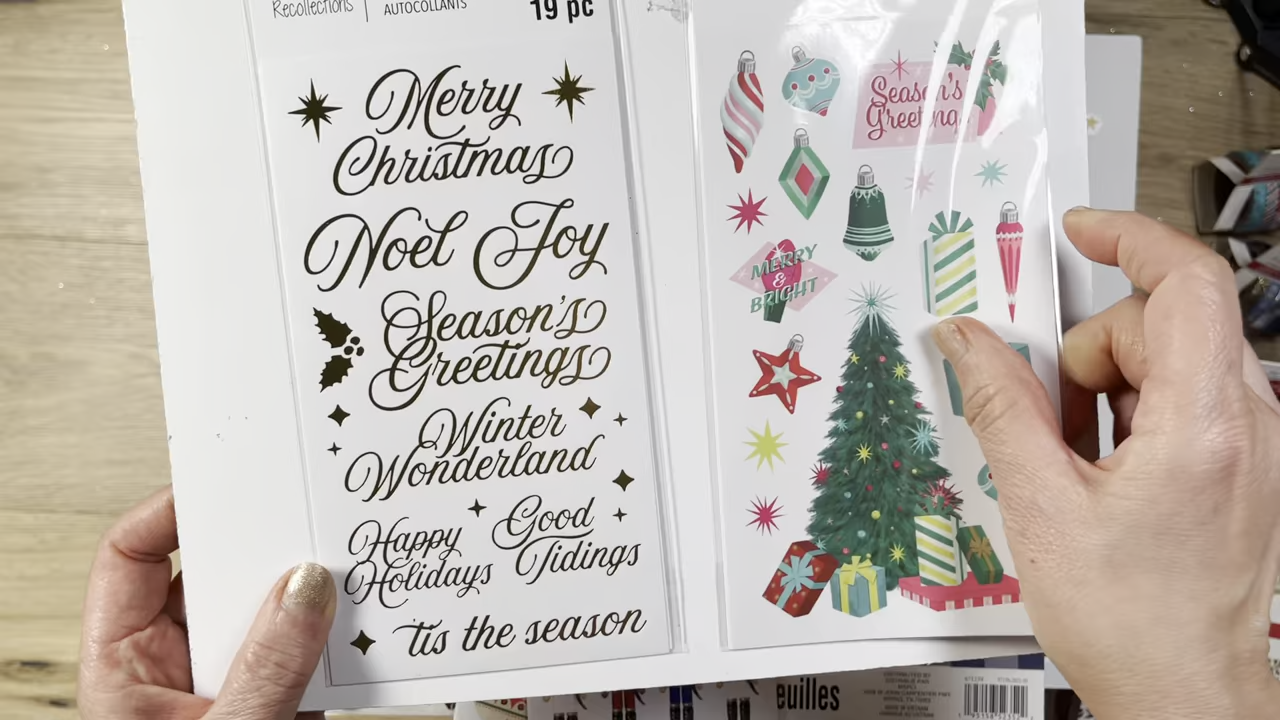 Recollections
AUTOCOLLANTS
19 pc
Merry
Christmas
Noel Joy
Season's
Greetings
Winter
Wonderland
Happy
Holidays
Good
Tidings
'tis the season
Season's
Greetings
MERRY
&
BRIGHT
euilles